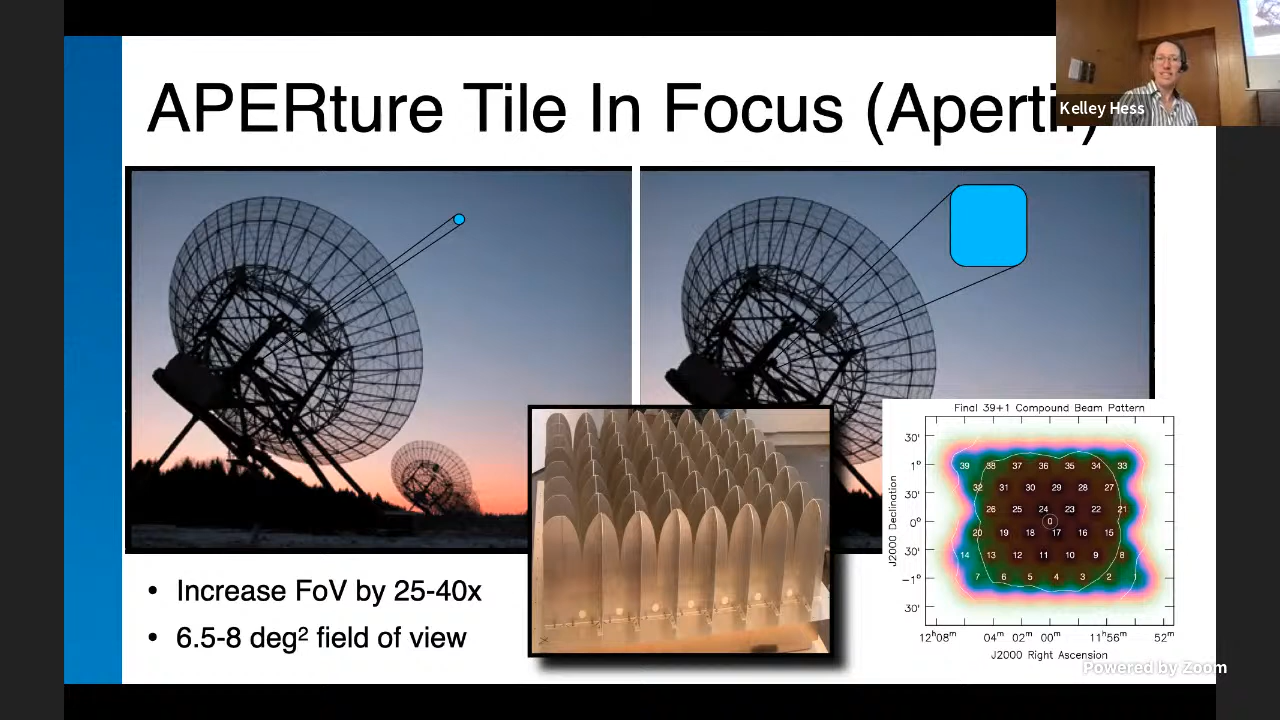 APERture Tile In Focus (Apertif)
Kelley Hess
• Increase FoV by 25-40x
• 6.5-8 deg² field of view
Final 39+1 Compound Beam Pattern
J2000 Declination
30'
1°
30'
0°
30'
−1°
30'
39 38 37 36 35 34 33
32 31 30 29 28 27
26 25 24 23 22 21
0
20 19 18 17 16 15
14 13 12 11 10 9 8
7 6 5 4 3 2
12ʰ08ᵐ 04ᵐ 02ᵐ 00ᵐ 11ʰ56ᵐ 52ᵐ
J2000 Right Ascension
Powered by Zoom